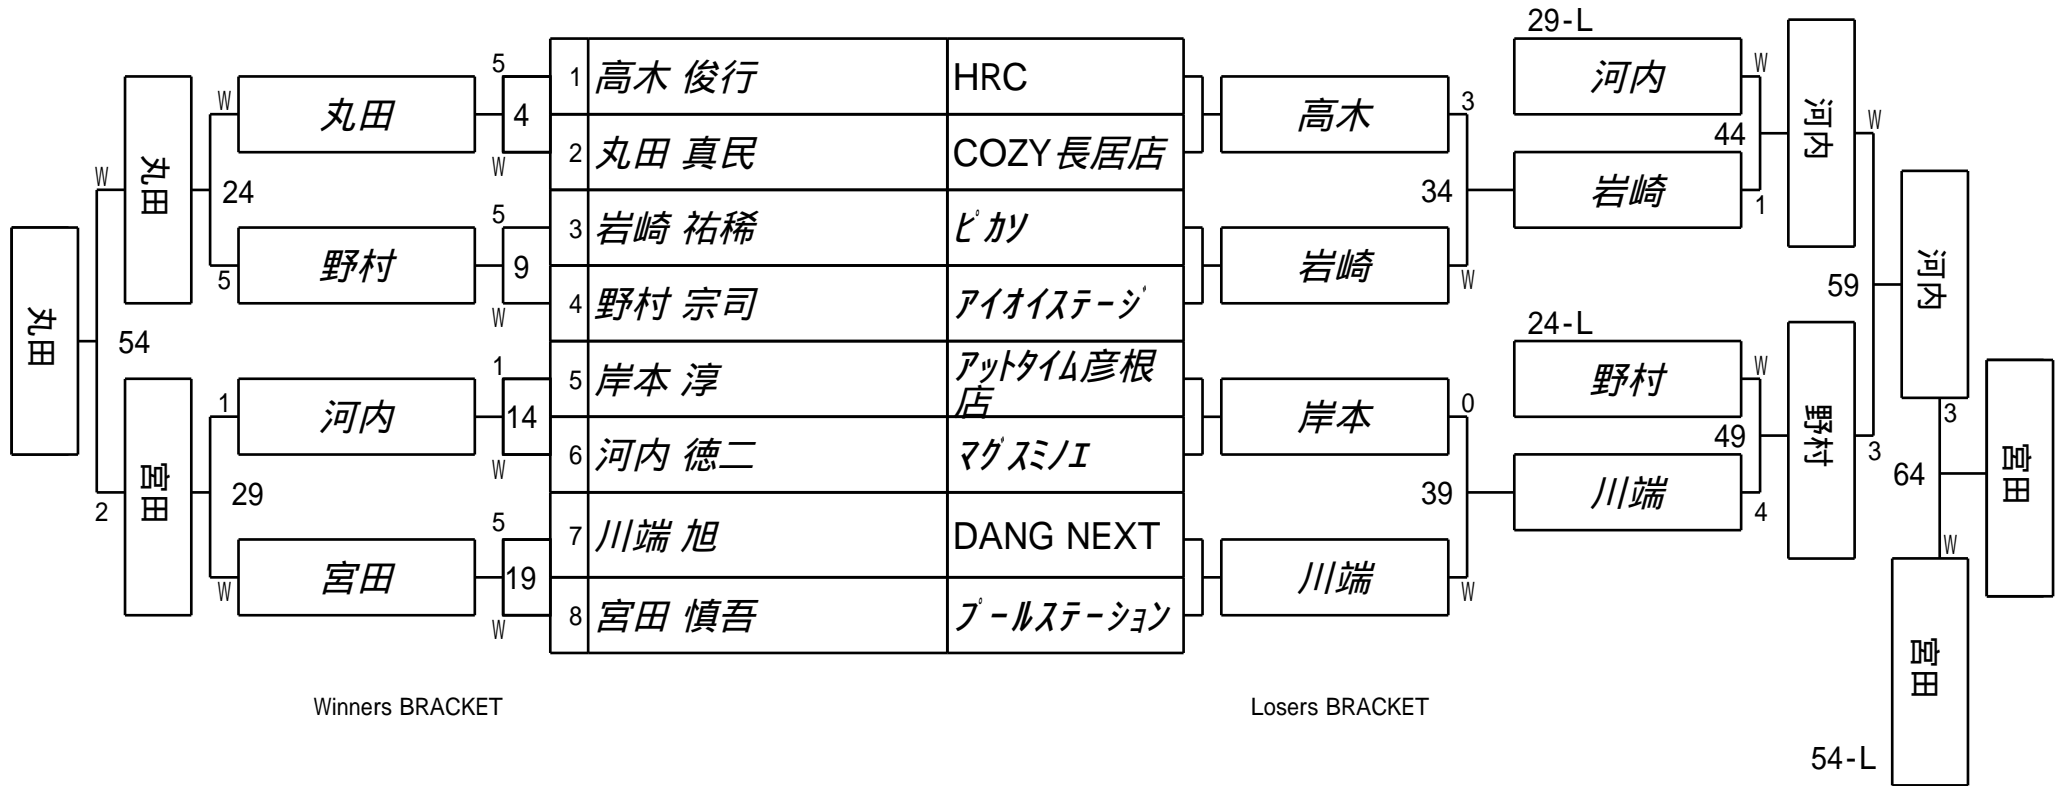 29-L
5
1 高木 俊行 HRC
W 丸田 4 高木 3 河内 W
2 丸田 真民 COZY長居店
W
44 河内 W
丸田 24 34 岩崎 1
W
5
3 岩崎 祐稀 ピカソ
5 野村 9 岩崎 W
4 野村 宗司 アイオイステージ
W
59 河内
丸田 54
24-L
1
5 岸本 淳 アットタイム彦根
店
1 河内 14 岸本 0 野村 W
6 河内 徳二 マグスミノエ
W
49 野村 3
3
宮田 2 29 39 川端 4
64 宮田
5
7 川端 旭 DANG NEXT
W 宮田 19 川端 W
8 宮田 慎吾 プールステーション
W
W
宮田
Winners BRACKET
Losers BRACKET
54-L